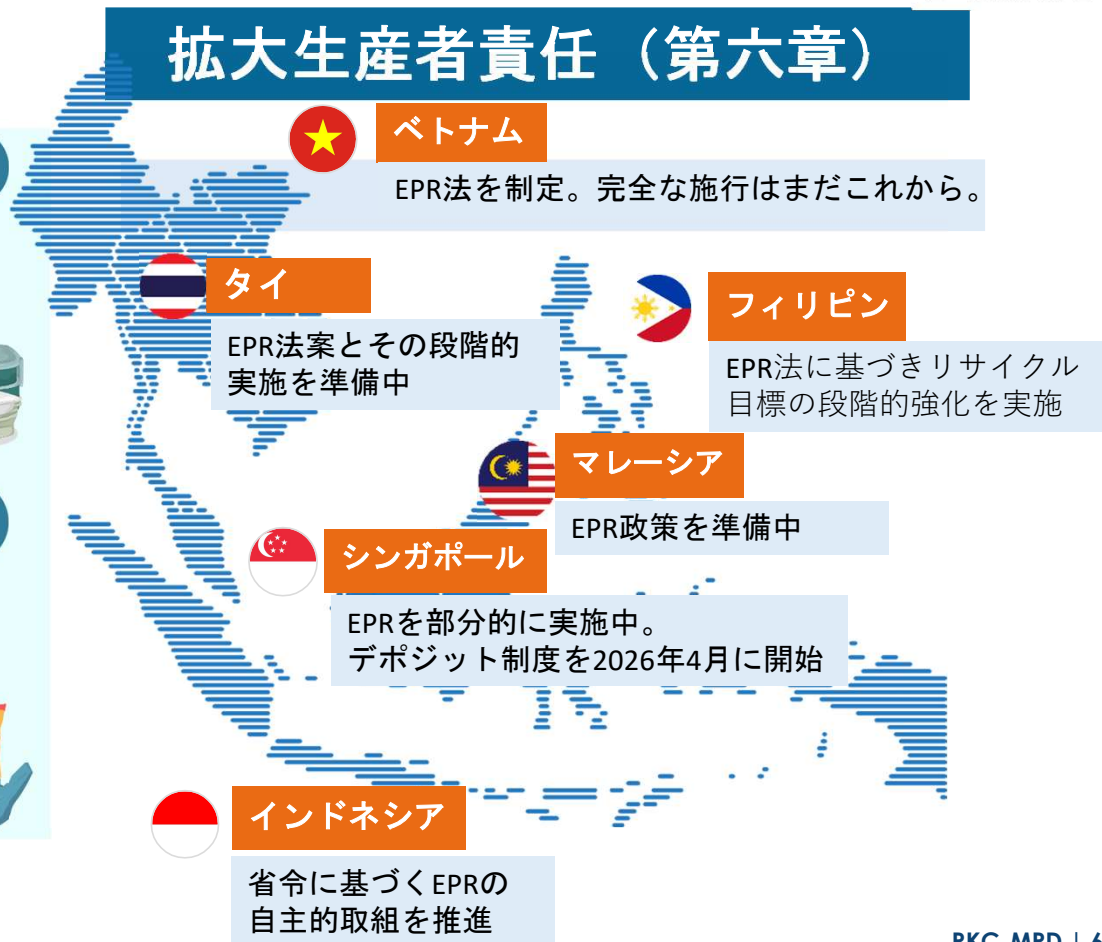 拡大生産者責任（第六章）
ベトナム
EPR法を制定。完全な施行はまだこれから。
タイ
EPR法案とその段階的
実施を準備中
フィリピン
EPR法に基づきリサイクル
目標の段階的強化を実施
マレーシア
EPR政策を準備中
シンガポール
EPRを部分的に実施中。
デポジット制度を2026年4月に開始
インドネシア
省令に基づくEPRの
自主的取組を推進